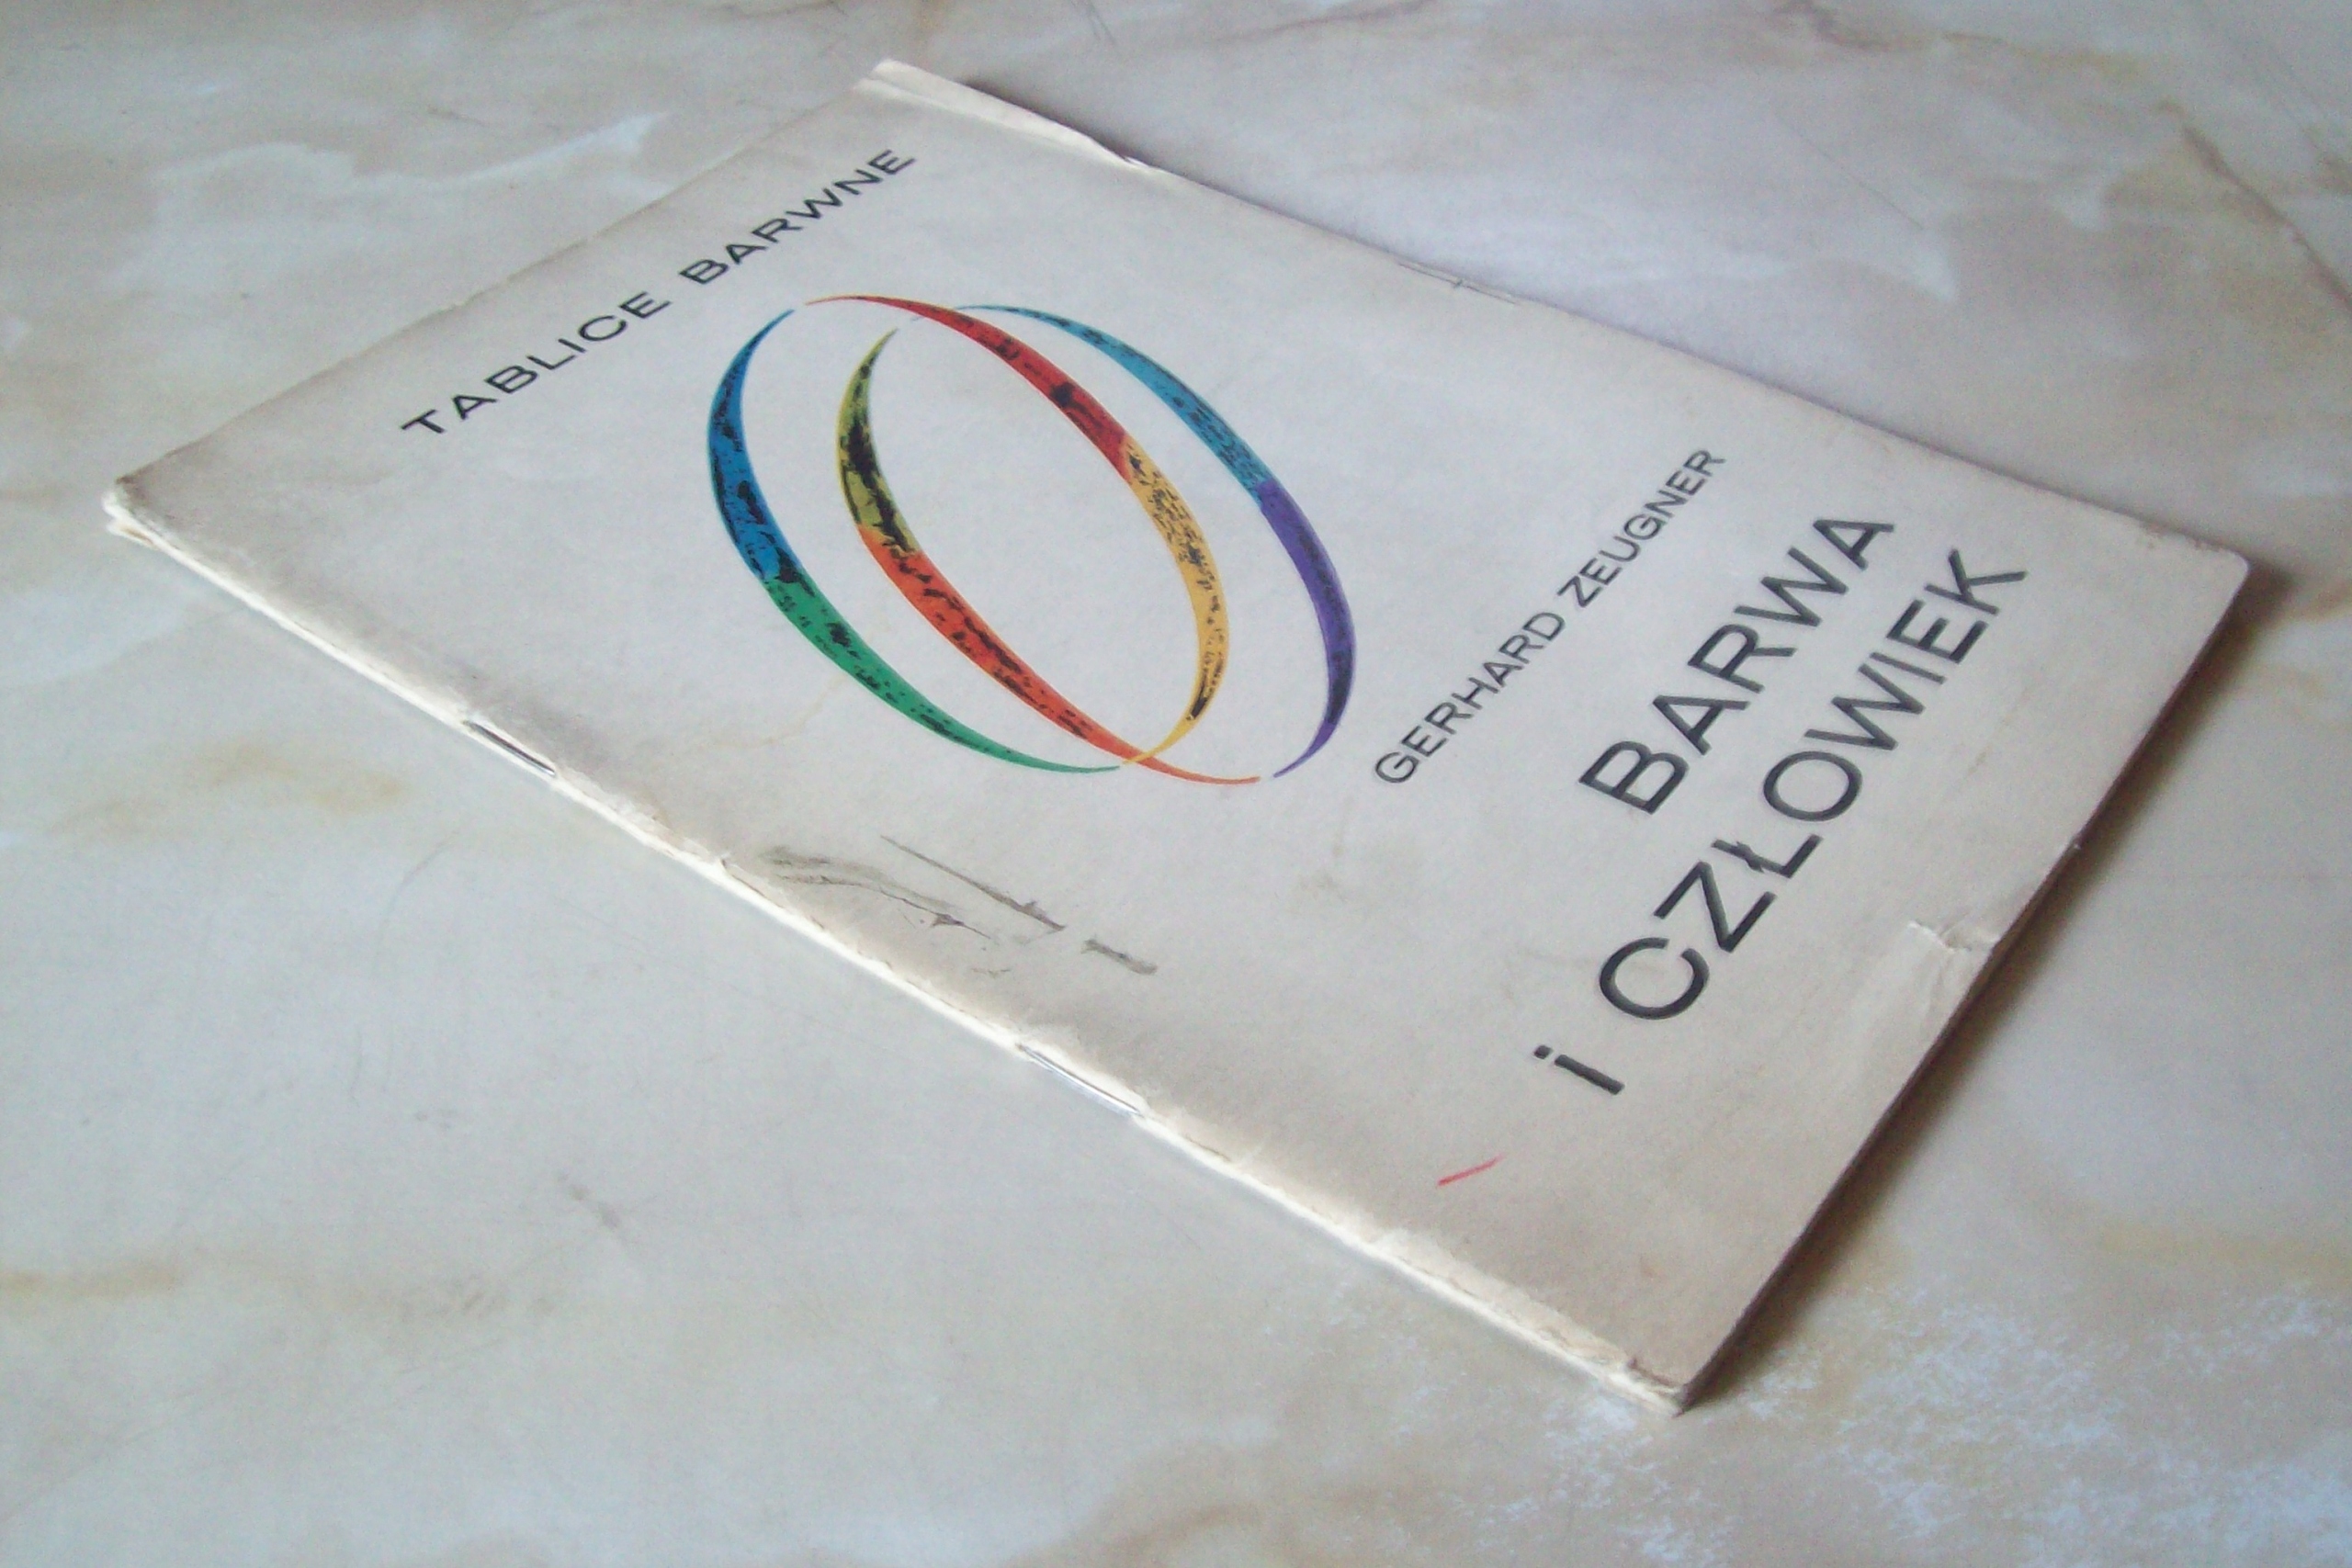 TABLICE BARWNE
GERHARD ZEUGNER
BARWA
i CZŁOWIEK